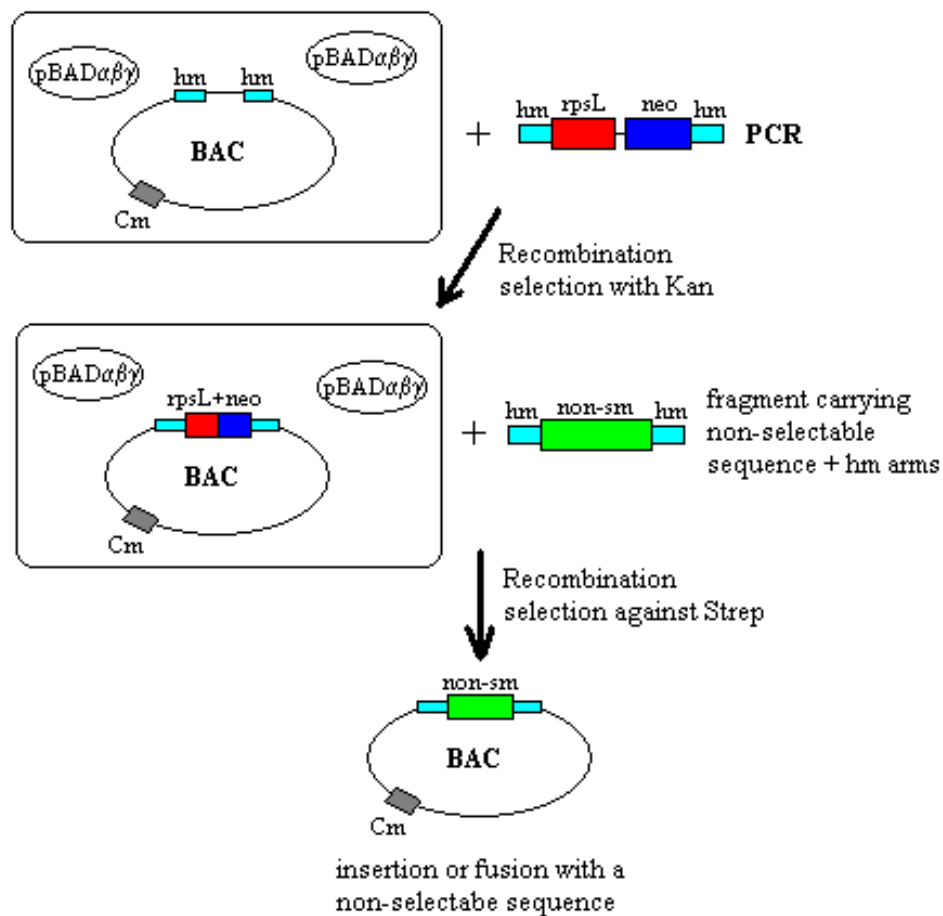 pBADαβγ
pBADαβγ
hm hm
BAC
Cm
+
hm rpsL neo hm
PCR
Recombination
selection with Kan
pBADαβγ
pBADαβγ
rpsL+neo
BAC
Cm
+
hm non-sm hm
fragment carrying
non-selectable
sequence + hm arms
Recombination
selection against Strep
non-sm
BAC
Cm
insertion or fusion with a
non-selectabe sequence